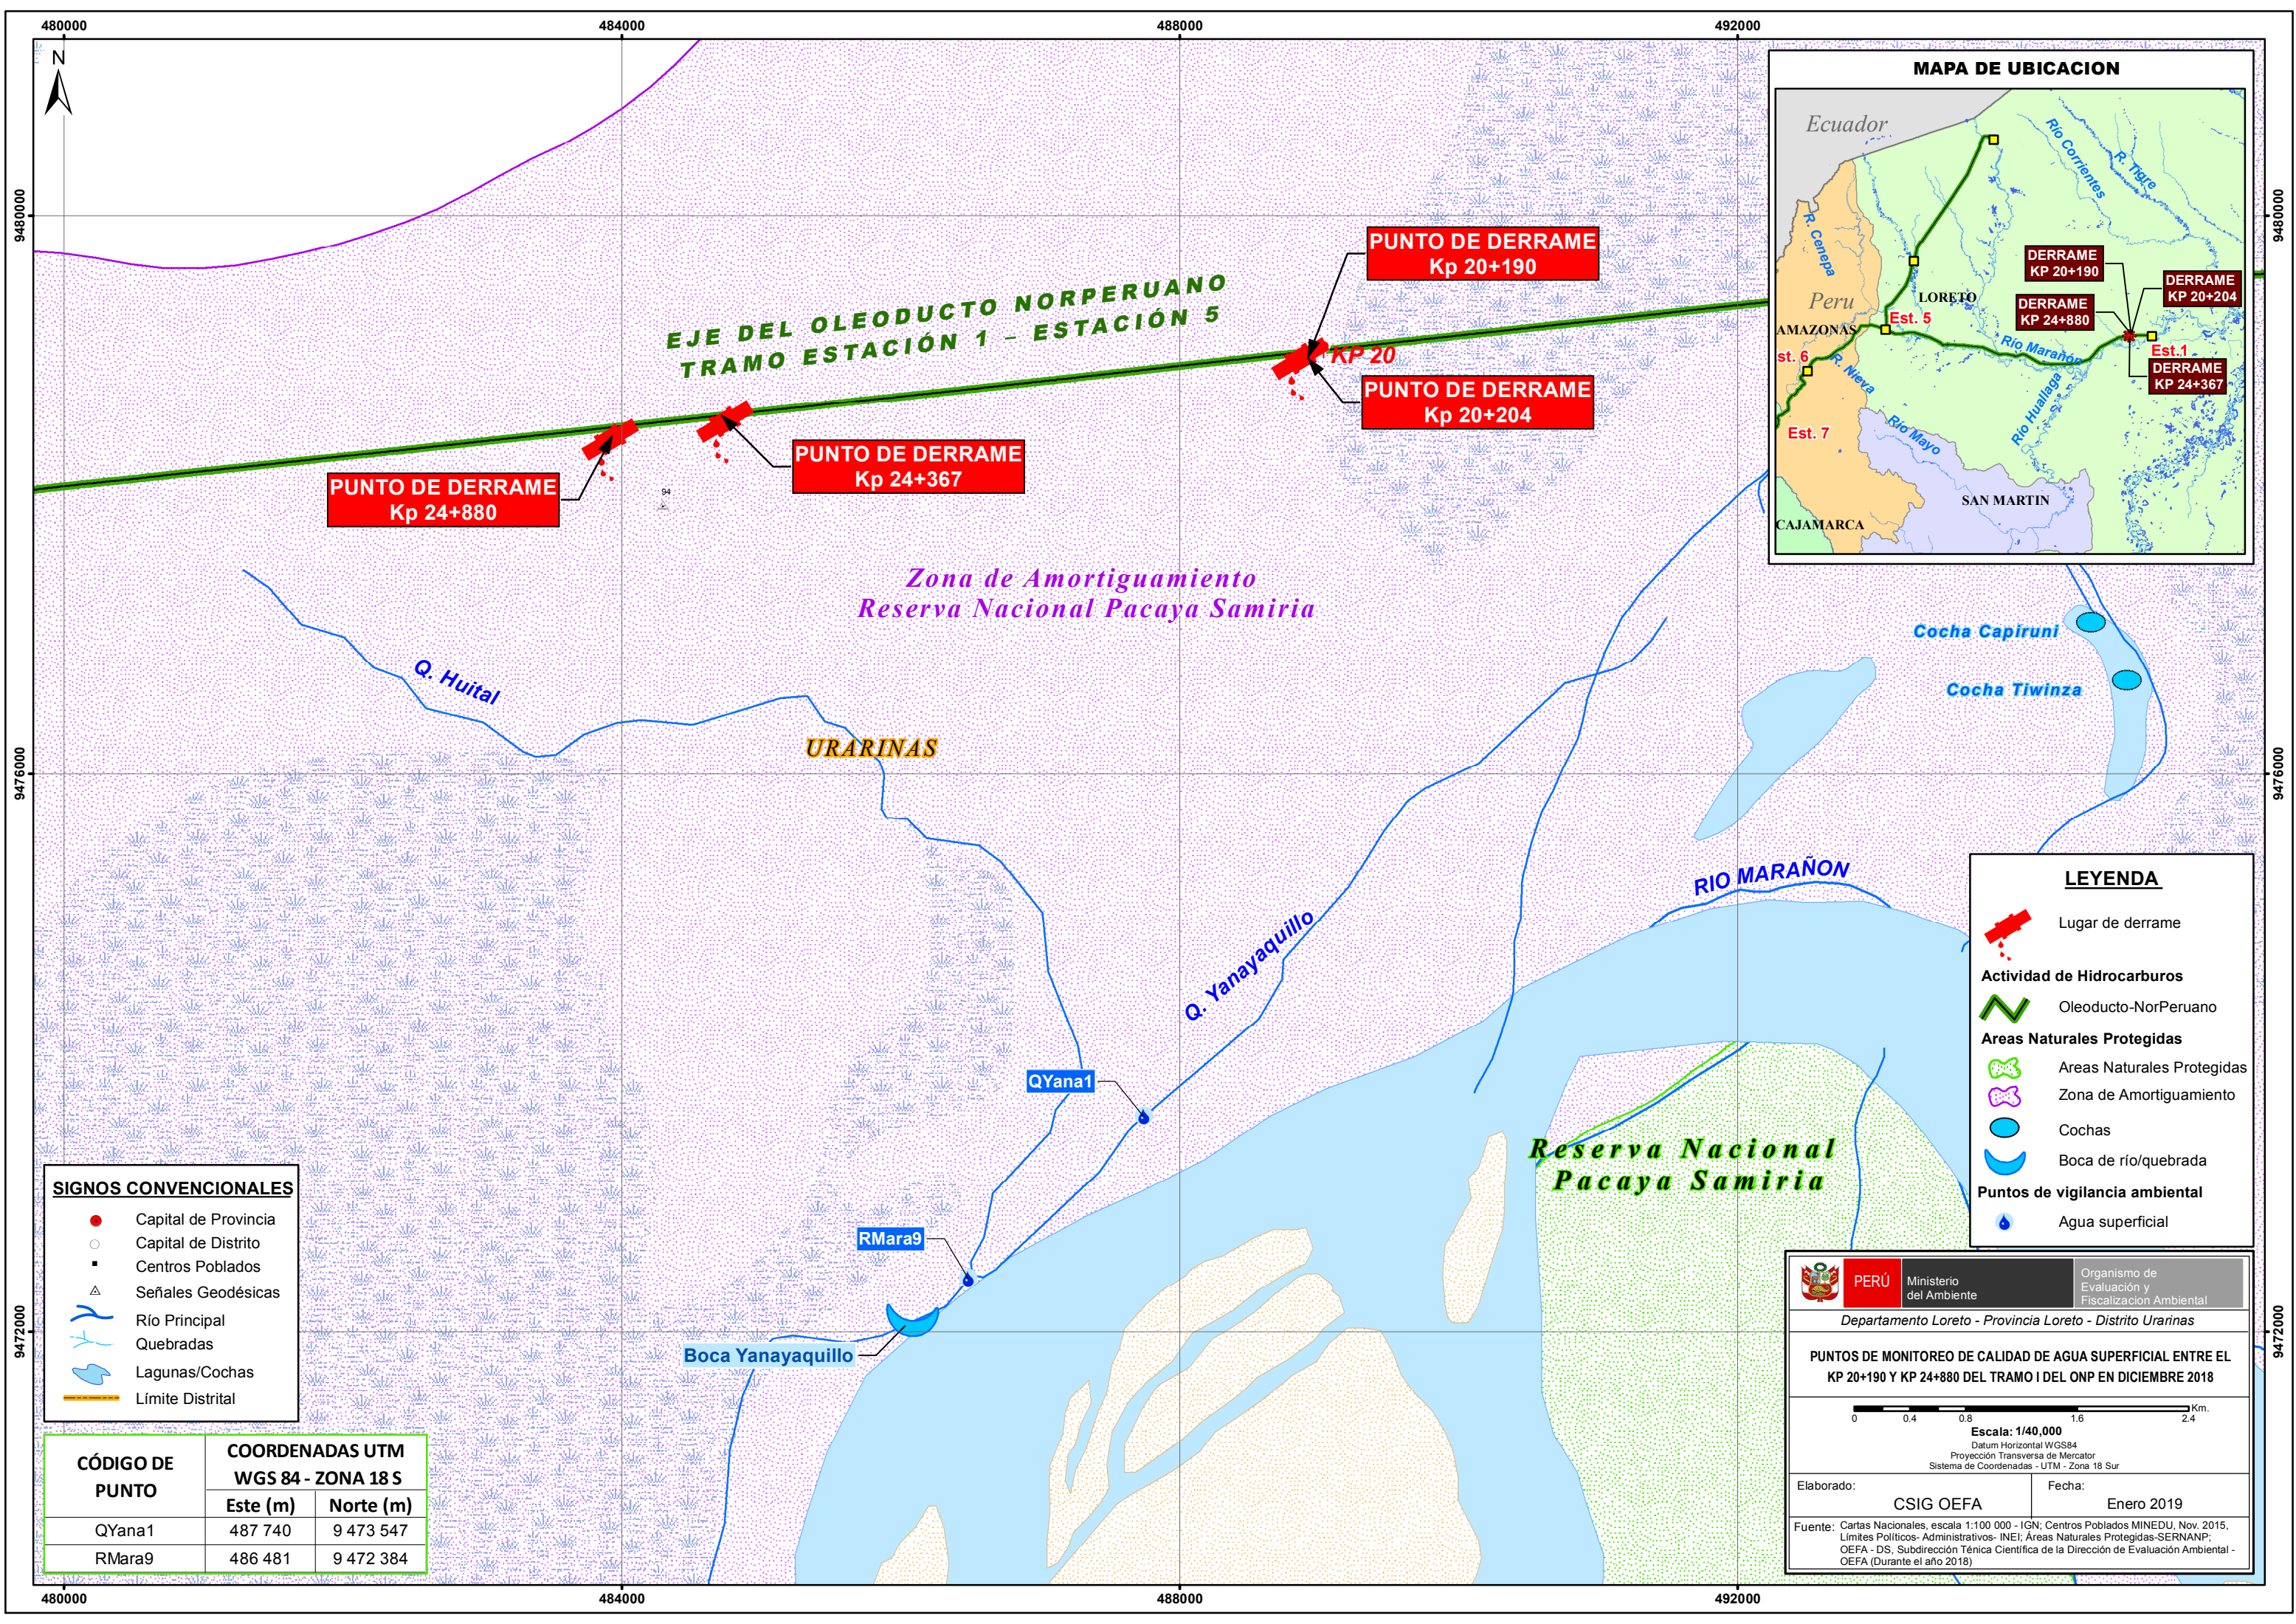 480000
484000
488000
492000
N
9480000
9476000
9472000
9480000
9476000
9472000
MAPA DE UBICACION
Ecuador
Río Corrientes
R. Tigre
R. Cenepa
Peru
LORETO
AMAZONAS
Est. 5
st. 6
R. Nieva
Río Marañón
Est.1
Río Huallaga
Río Mayo
Est. 7
SAN MARTIN
CAJAMARCA
DERRAME
KP 20+190
DERRAME
KP 20+204
DERRAME
KP 24+880
DERRAME
KP 24+367
PUNTO DE DERRAME
Kp 20+190
EJE DEL OLEODUCTO NORPERUANO
TRAMO ESTACIÓN 1 – ESTACIÓN 5
KP 20
PUNTO DE DERRAME
Kp 20+204
PUNTO DE DERRAME
Kp 24+367
PUNTO DE DERRAME
Kp 24+880
94
Zona de Amortiguamiento
Reserva Nacional Pacaya Samiria
Cocha Capiruni
Cocha Tiwinza
Q. Huital
URARINAS
RIO MARAÑON
Q. Yanayaquillo
QYana1
RMara9
Boca Yanayaquillo
Reserva Nacional
Pacaya Samiria
LEYENDA
Lugar de derrame
Actividad de Hidrocarburos
Oleoducto-NorPeruano
Areas Naturales Protegidas
Areas Naturales Protegidas
Zona de Amortiguamiento
Cochas
Boca de río/quebrada
Puntos de vigilancia ambiental
Agua superficial
SIGNOS CONVENCIONALES
Capital de Provincia
Capital de Distrito
Centros Poblados
Señales Geodésicas
Río Principal
Quebradas
Lagunas/Cochas
Límite Distrital
CÓDIGO DE PUNTO
COORDENADAS UTM
WGS 84 - ZONA 18 S
Este (m) Norte (m)
QYana1 487 740 9 473 547
RMara9 486 481 9 472 384
PERÚ
Ministerio
del Ambiente
Organismo de
Evaluación y
Fiscalizacion Ambiental
Departamento Loreto - Provincia Loreto - Distrito Urarinas
PUNTOS DE MONITOREO DE CALIDAD DE AGUA SUPERFICIAL ENTRE EL
KP 20+190 Y KP 24+880 DEL TRAMO I DEL ONP EN DICIEMBRE 2018
Km.
0 0.4 0.8 1.6 2.4
Escala: 1/40,000
Datum Horizontal WGS84
Proyección Transversa de Mercator
Sistema de Coordenadas - UTM - Zona 18 Sur
Elaborado:
CSIG OEFA
Fecha:
Enero 2019
Fuente: Cartas Nacionales, escala 1:100 000 - IGN; Centros Poblados MINEDU, Nov. 2015,
Límites Políticos- Administrativos- INEI; Áreas Naturales Protegidas-SERNANP;
OEFA - DS, Subdirección Ténica Científica de la Dirección de Evaluación Ambiental -
OEFA (Durante el año 2018)
480000
484000
488000
492000